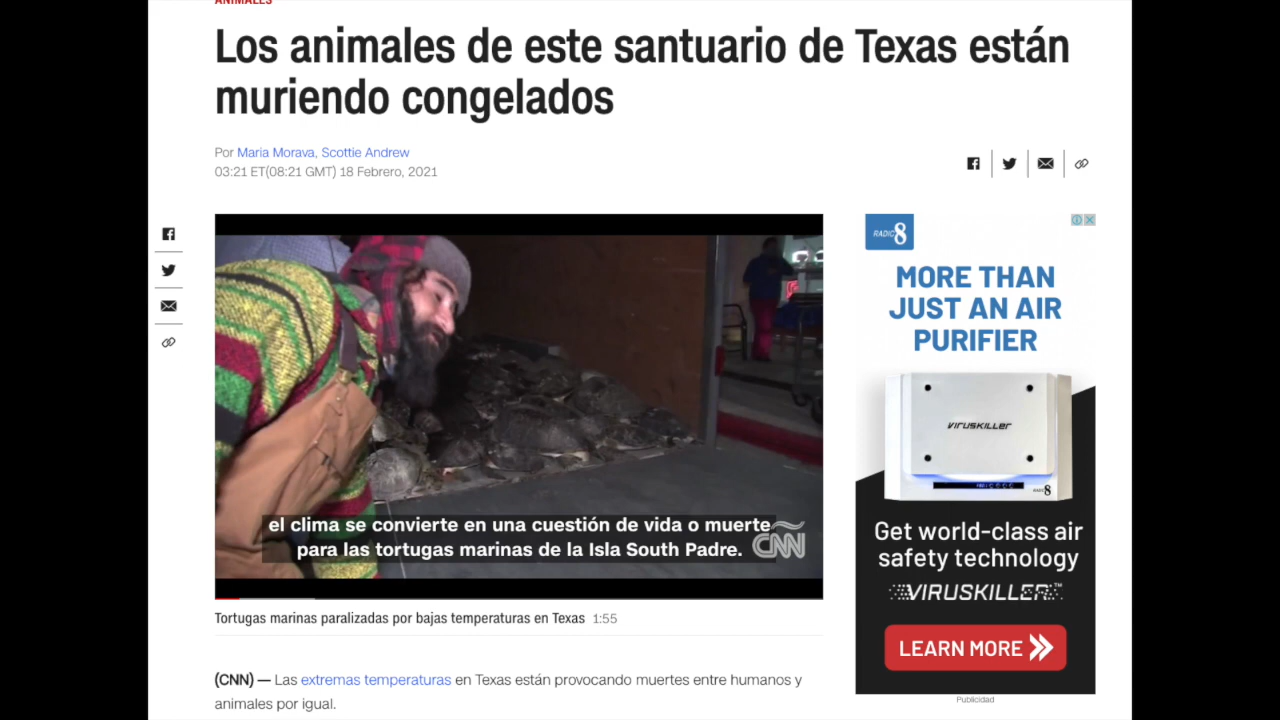 ANIMALES
Los animales de este santuario de Texas están
muriendo congelados
Por Maria Morava, Scottie Andrew
03:21 ET(08:21 GMT) 18 Febrero, 2021
el clima se convierte en una cuestión de vida o muerte
para las tortugas marinas de la Isla South Padre.
CNN
Tortugas marinas paralizadas por bajas temperaturas en Texas 1:55
(CNN) — Las extremas temperaturas en Texas están provocando muertes entre humanos y
animales por igual.
RADIC8
MORE THAN
JUST AN AIR
PURIFIER
VIRUSKILLER
RADIC8
Get world-class air
safety technology
VIRUSKILLER™
LEARN MORE
Publicidad